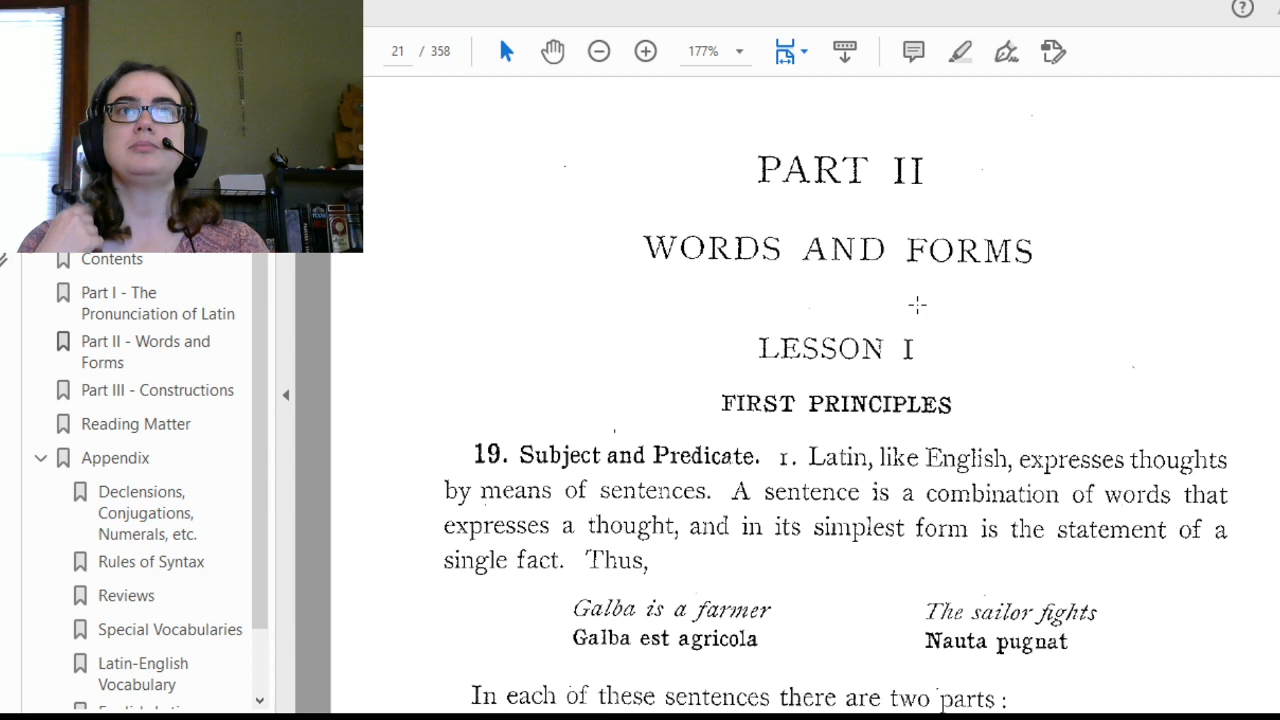 21 / 358
177%
PART II
WORDS AND FORMS
LESSON I
FIRST PRINCIPLES
19. Subject and Predicate. 1. Latin, like English, expresses thoughts
by means of sentences. A sentence is a combination of words that
expresses a thought, and in its simplest form is the statement of a
single fact. Thus,
Galba is a farmer
Galba est agricola
The sailor fights
Nauta pugnat
In each of these sentences there are two parts:
Contents
Part I - The
Pronunciation of Latin
Part II - Words and
Forms
Part III - Constructions
Reading Matter
Appendix
Declensions,
Conjugations,
Numerals, etc.
Rules of Syntax
Reviews
Special Vocabularies
Latin-English
Vocabulary